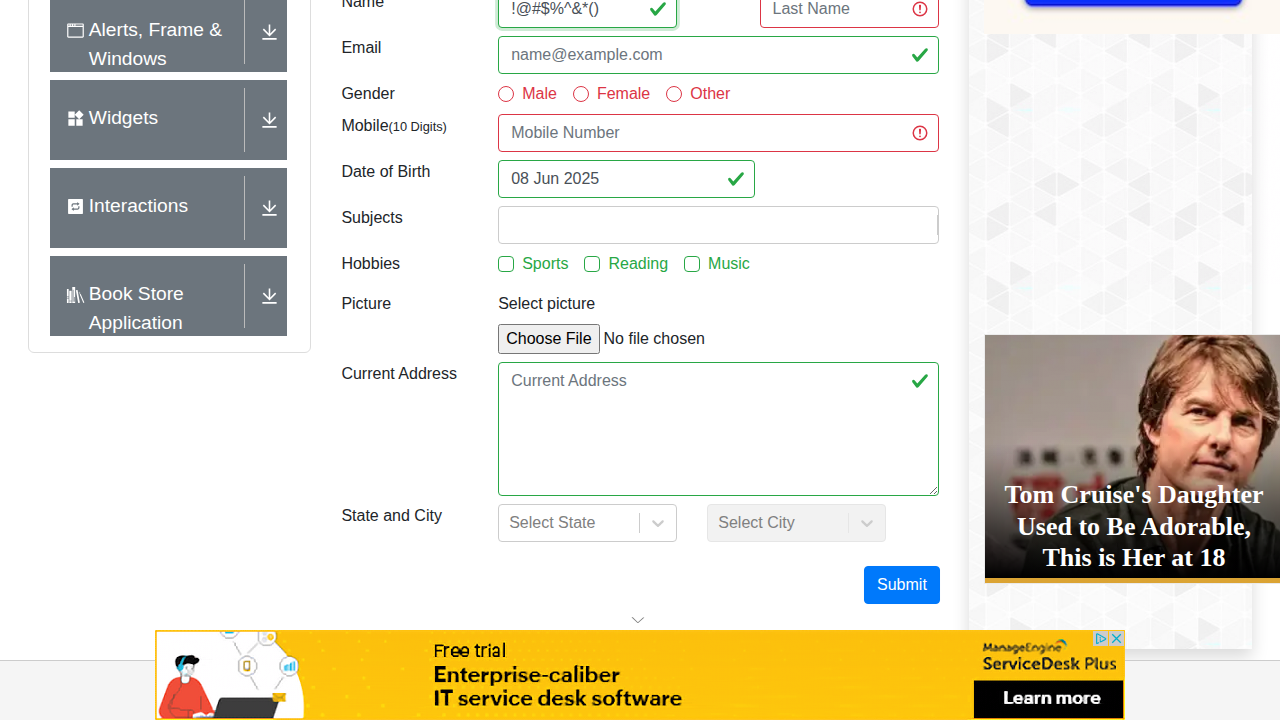 Alerts, Frame &
Windows
Widgets
Interactions
Book Store
Application
Name
!@#$%^&*()
Last Name
Email
name@example.com
Gender
Male
Female
Other
Mobile(10 Digits)
Mobile Number
Date of Birth
08 Jun 2025
Subjects
Hobbies
Sports
Reading
Music
Picture
Select picture
Choose File No file chosen
Current Address
Current Address
State and City
Select State
Select City
Submit
Tom Cruise's Daughter
Used to Be Adorable,
This is Her at 18
Free trial
Enterprise-caliber
IT service desk software
ManageEngine
ServiceDesk Plus
Learn more